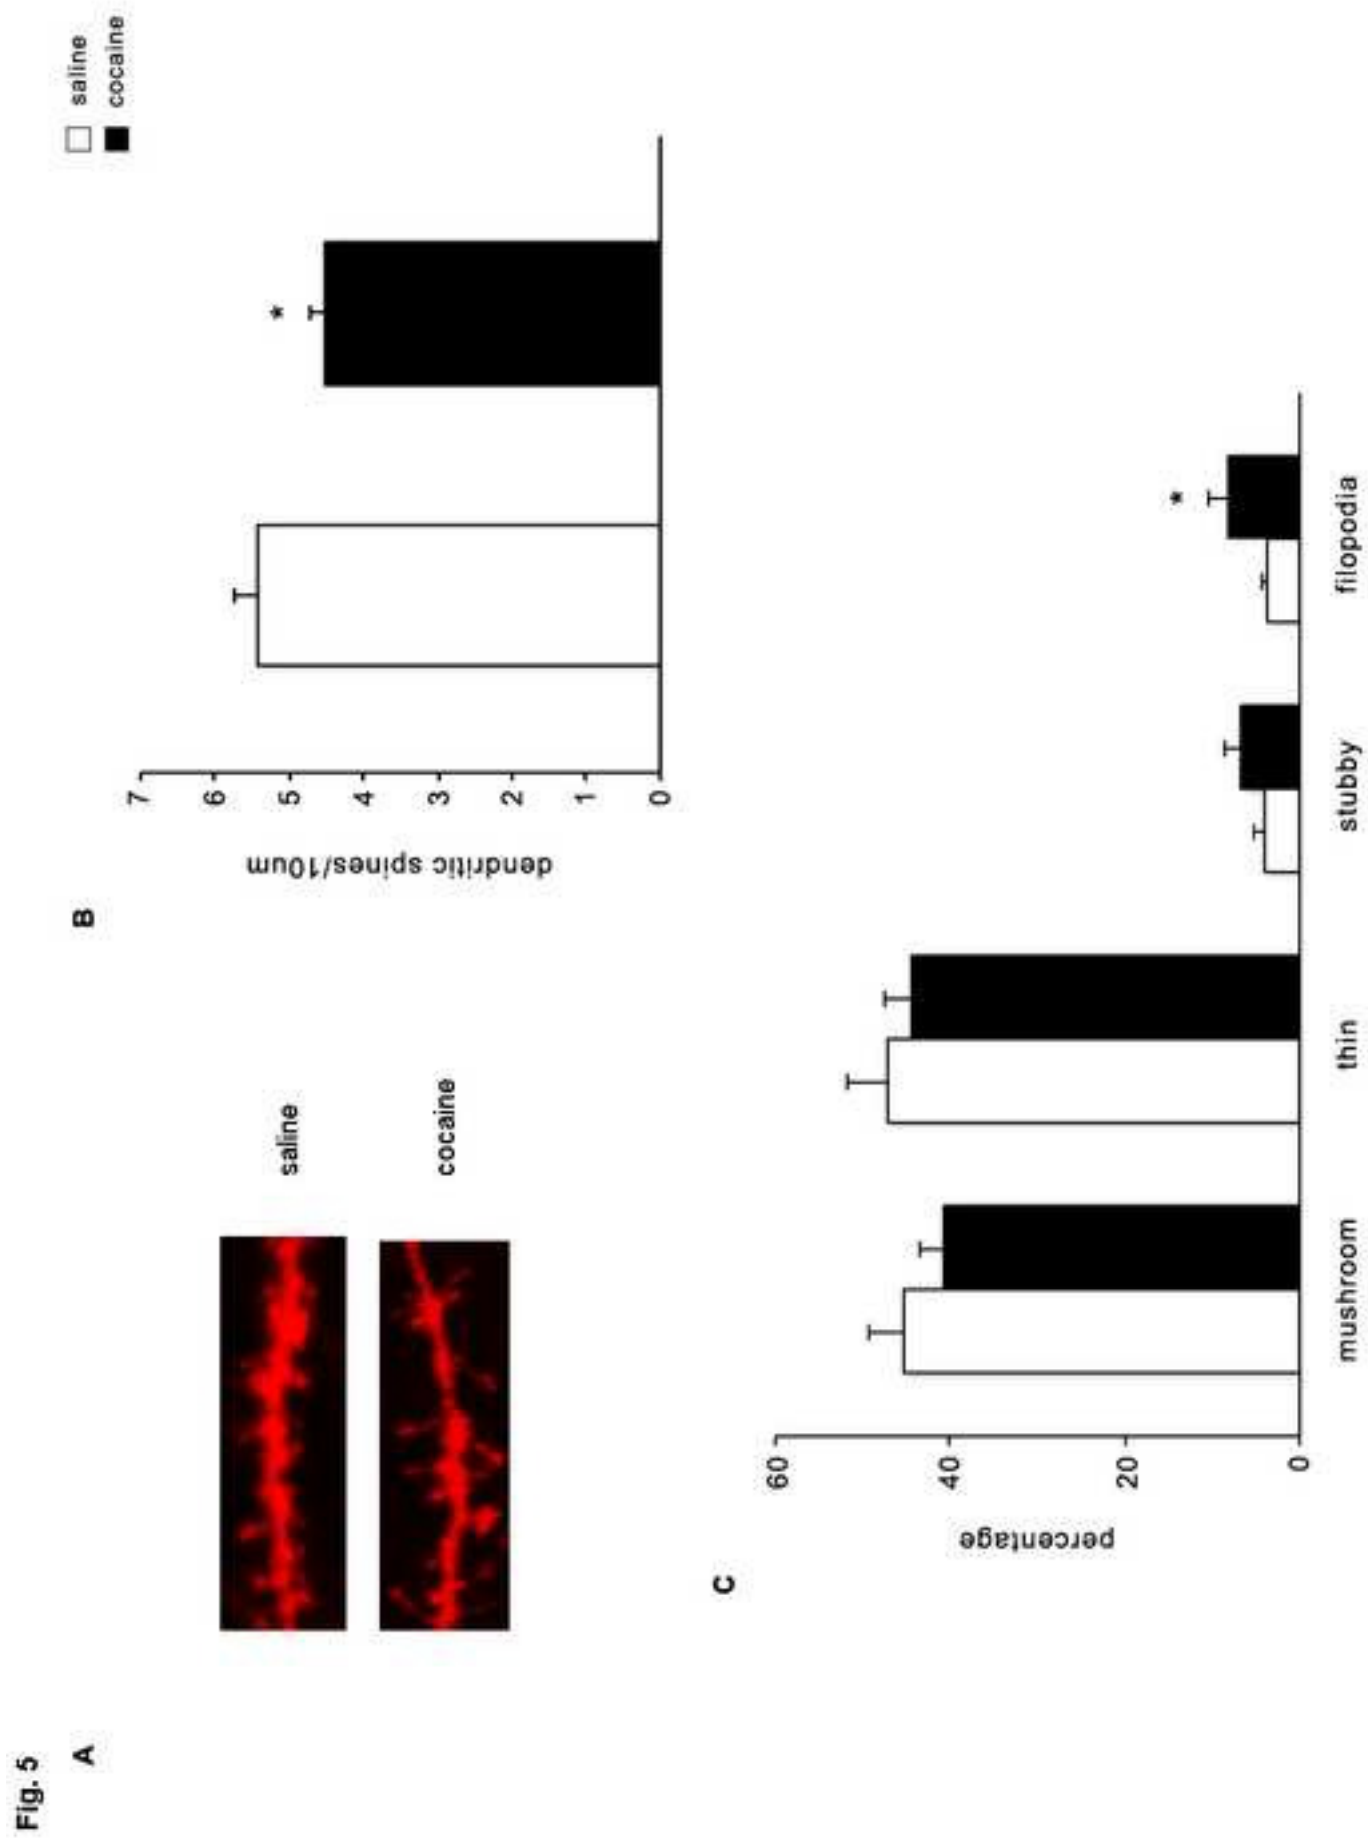 Fig. 5
A
saline
cocaine
B
saline
cocaine
dendritic spines/10um
7
6
5
4
3
2
1
0
*
C
percentage
60
40
20
0
*
mushroom
thin
stubby
filopodia